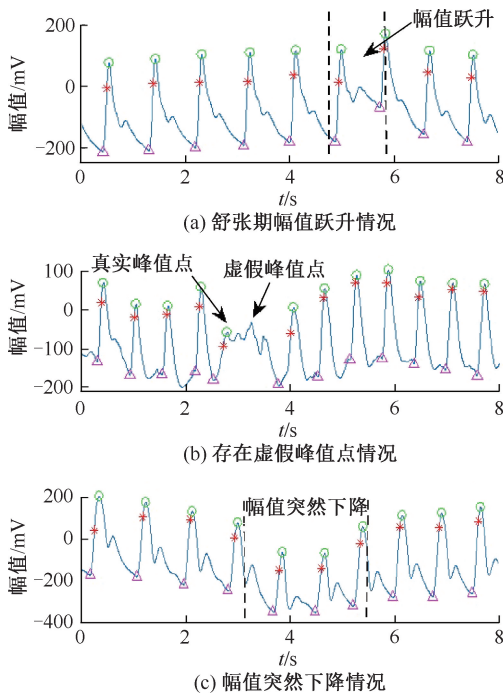 200
幅值跃升
0
幅值/mV
−200
0 2 4 6 8
t/s
(a) 舒张期幅值跃升情况
真实峰值点 虚假峰值点
100
0
幅值/mV
−100
−200
0 2 4 6 8
t/s
(b) 存在虚假峰值点情况
200
幅值突然下降
0
幅值/mV
−200
−400
0 2 4 6 8
t/s
(c) 幅值突然下降情况